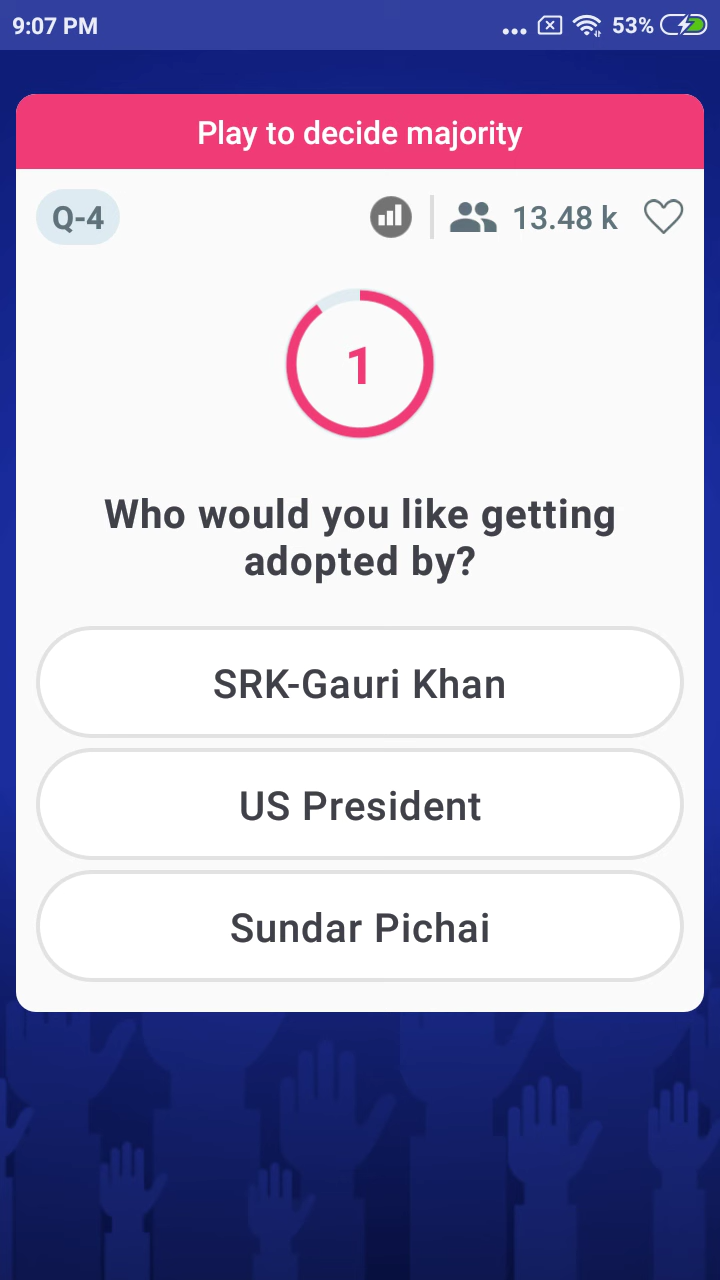 9:07 PM 53%
Play to decide majority
Q-4 13.48 k
1
Who would you like getting
adopted by?
SRK-Gauri Khan
US President
Sundar Pichai